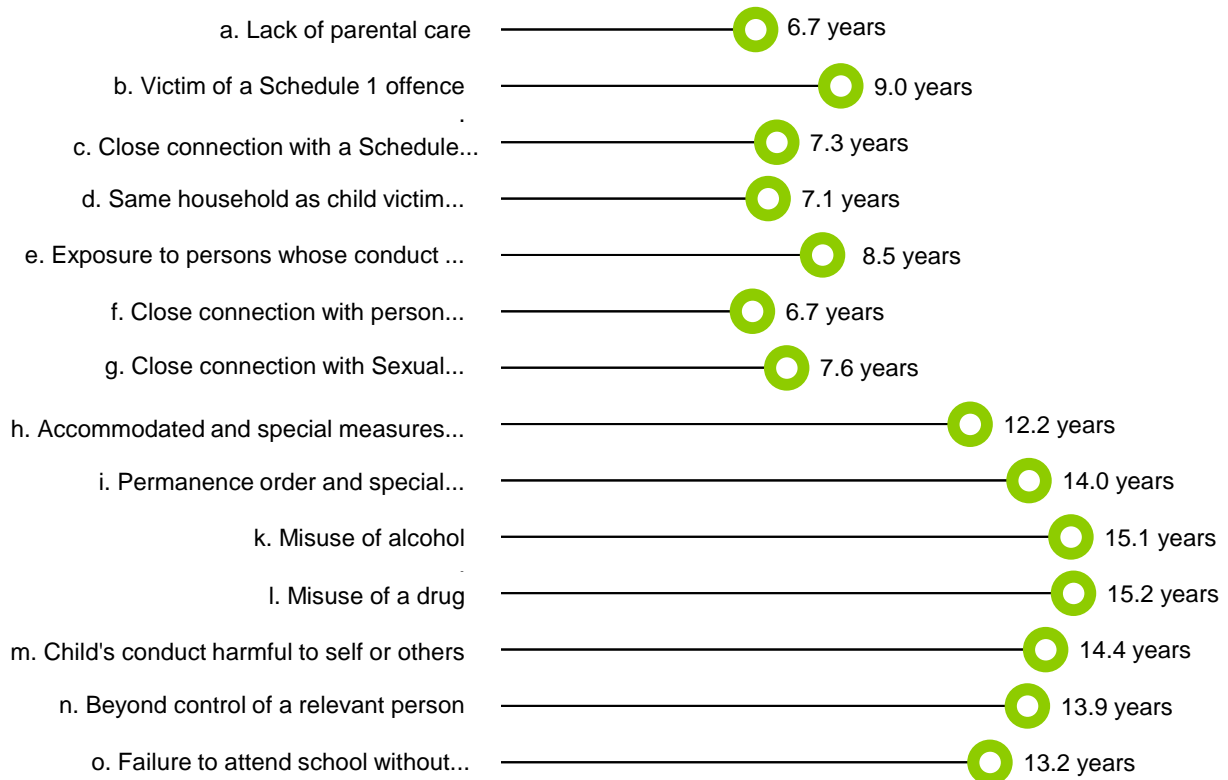 a. Lack of parental care 6.7 years
b. Victim of a Schedule 1 offence 9.0 years
.
c. Close connection with a Schedule... 7.3 years
d. Same household as child victim... 7.1 years
e. Exposure to persons whose conduct ... 8.5 years
f. Close connection with person... 6.7 years
g. Close connection with Sexual... 7.6 years
h. Accommodated and special measures... 12.2 years
i. Permanence order and special... 14.0 years
k. Misuse of alcohol 15.1 years
.
l. Misuse of a drug 15.2 years
m. Child's conduct harmful to self or others 14.4 years
n. Beyond control of a relevant person 13.9 years
o. Failure to attend school without... 13.2 years